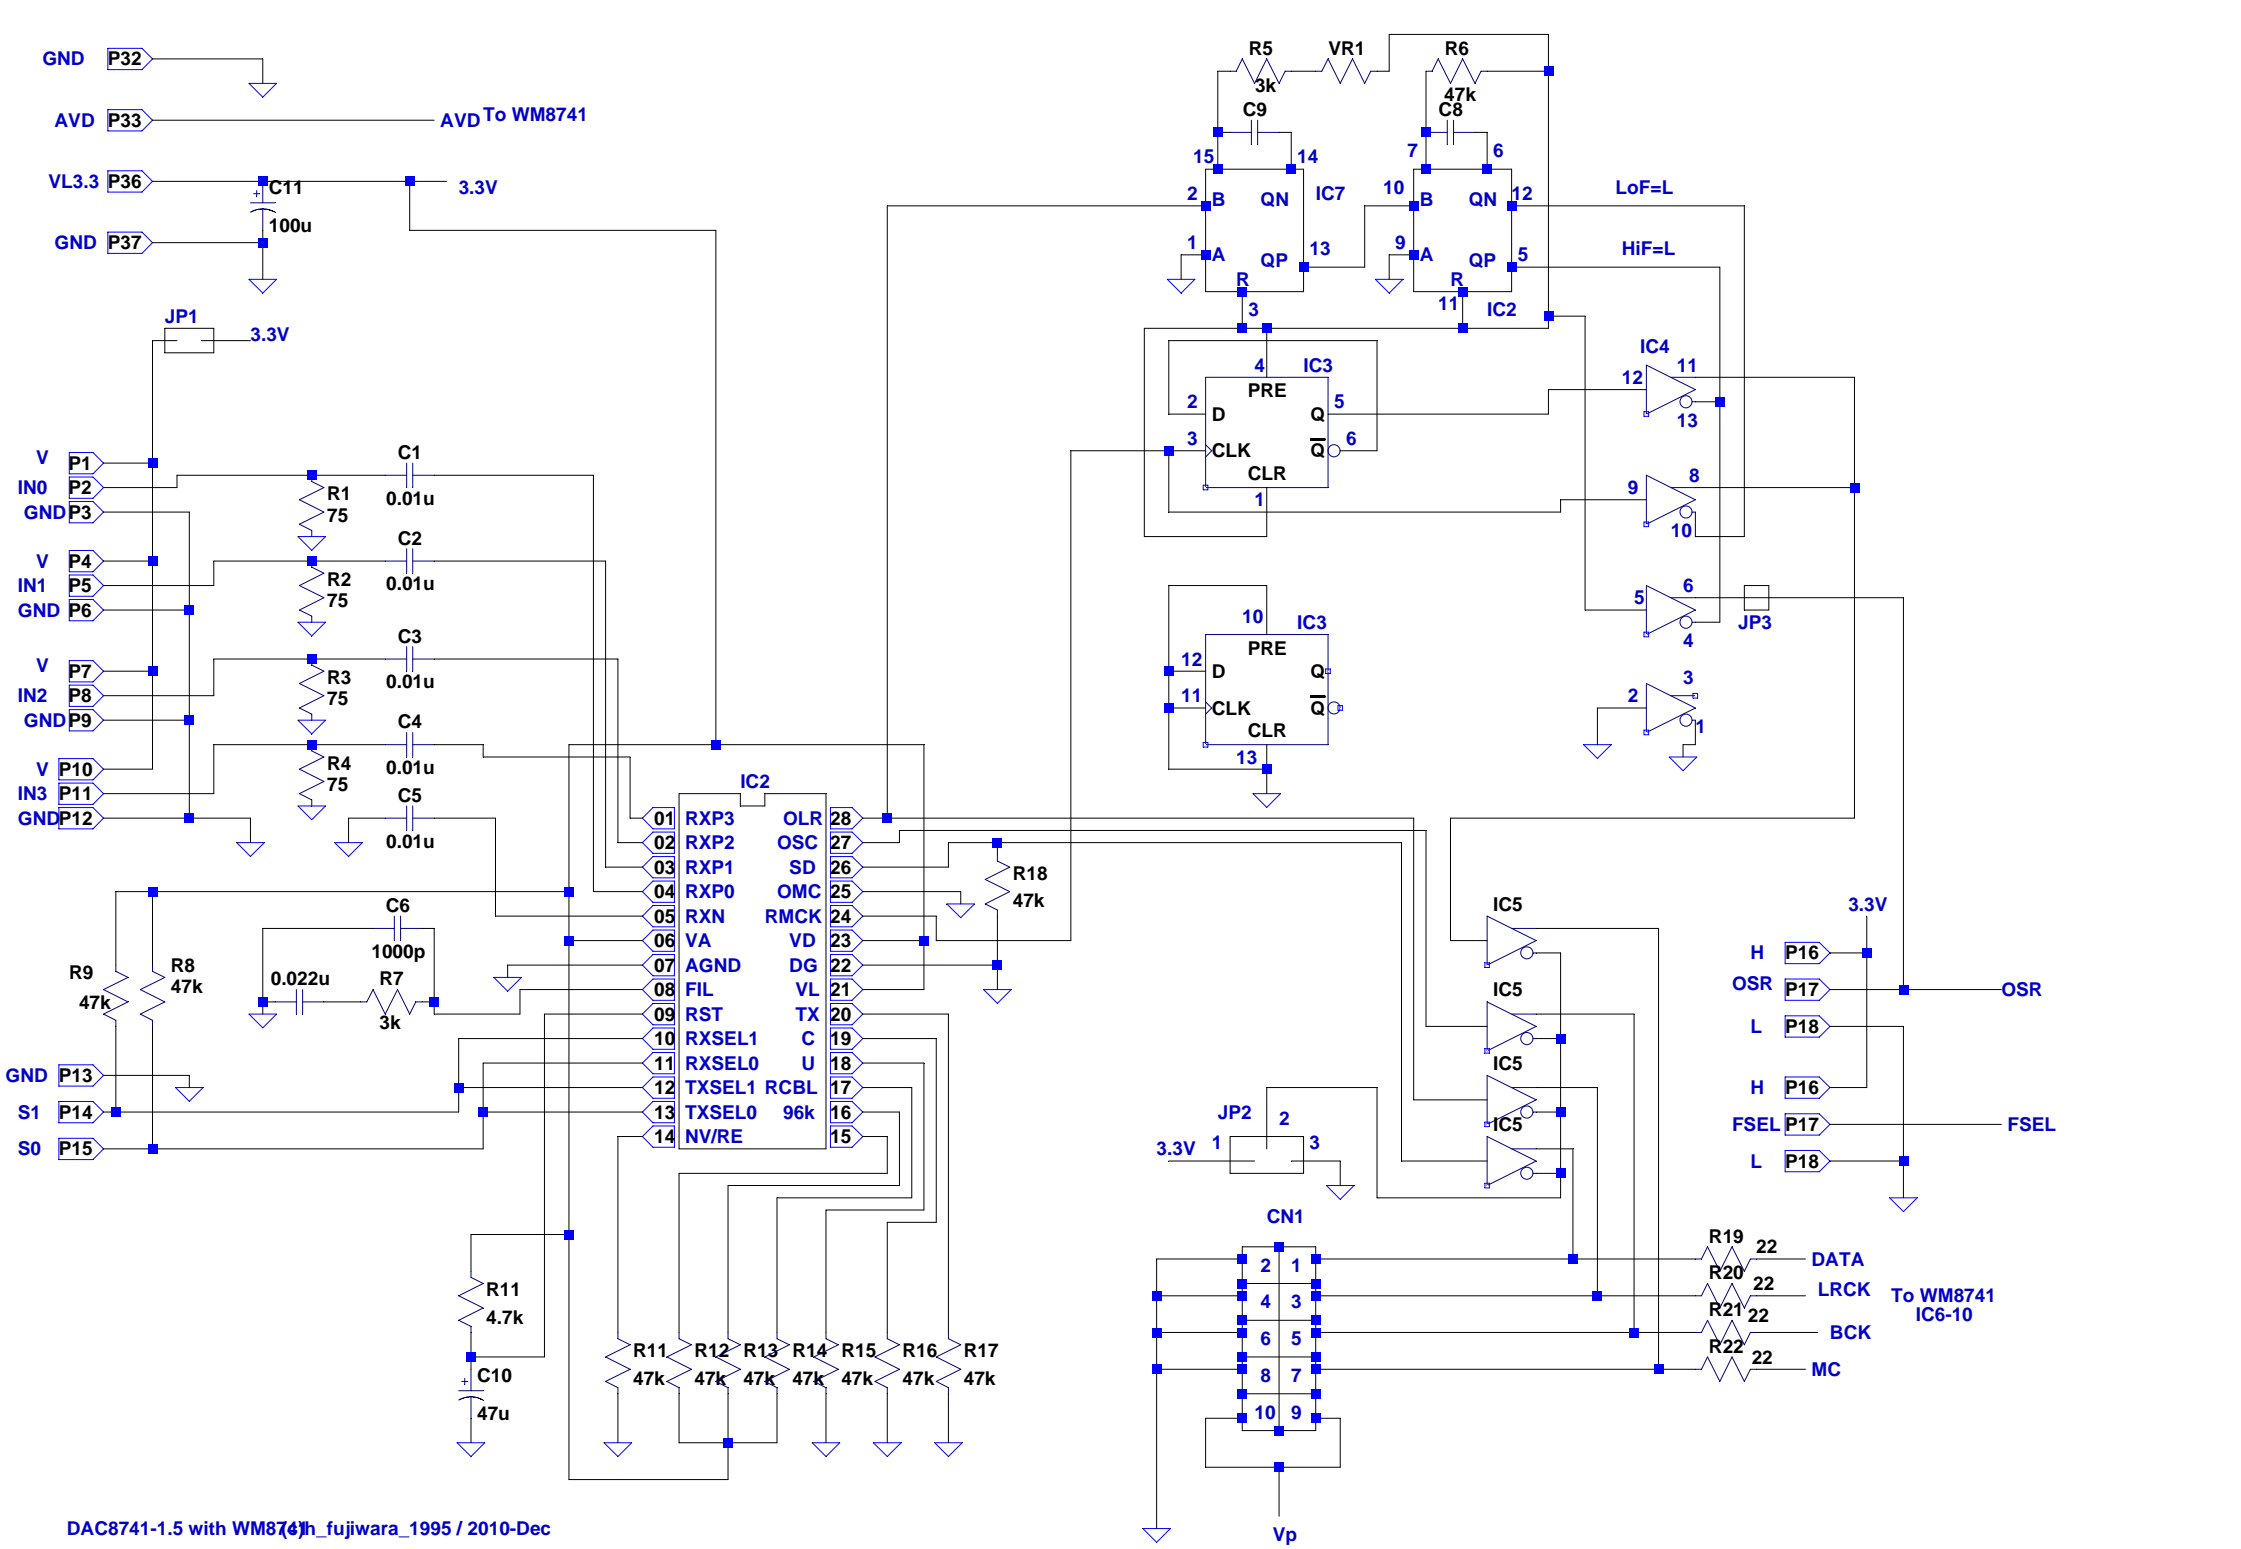 GND P32
AVD P33 AVD To WM8741
VL3.3 P36 3.3V
C11
+
100u
GND P37
JP1
3.3V
V P1
IN0 P2
GND P3
V P4
IN1 P5
GND P6
V P7
IN2 P8
GND P9
V P10
IN3 P11
GND P12
R1
75
R2
75
R3
75
R4
75
C1
0.01u
C2
0.01u
C3
0.01u
C4
0.01u
C5
0.01u
C6
1000p
0.022u
R7
3k
R9
47k
R8
47k
GND P13
S1 P14
S0 P15
IC2
01 RXP3 OLR 28
02 RXP2 OSC 27
03 RXP1 SD 26
04 RXP0 OMC 25
05 RXN RMCK 24
06 VA VD 23
07 AGND DG 22
08 FIL VL 21
09 RST TX 20
10 RXSEL1 C 19
11 RXSEL0 U 18
12 TXSEL1 RCBL 17
13 TXSEL0 96k 16
14 NV/RE 15
R18
47k
R11
4.7k
+
C10
47u
R11
47k
R12
47k
R13
47k
R14
47k
R15
47k
R16
47k
R17
47k
R5
3k
VR1
R6
47k
C9
C8
15 14
2 B QN IC7
1 A QP 13
R
3
7 6
10 B QN 12 LoF=L
9 A QP 5 HiF=L
R
11 IC2
4 IC3
PRE
2 D Q 5
3 CLK Q 6
CLR
1
10 IC3
PRE
12 D Q
11 CLK Q
CLR
13
IC4
12 11
13
9 8
10
5 6
4
JP3
2 3
1
IC5
IC5
IC5
IC5
3.3V
H P16
OSR P17 OSR
L P18
H P16
FSEL P17 FSEL
L P18
JP2
3.3V 1 2 3
CN1
2 1
4 3
6 5
8 7
10 9
Vp
R19 22 DATA
R20 22 LRCK
R21 22 BCK
R22 22 MC
To WM8741
IC6-10
DAC8741-1.5 with WM8741
(c)h_fujiwara_1995 / 2010-Dec